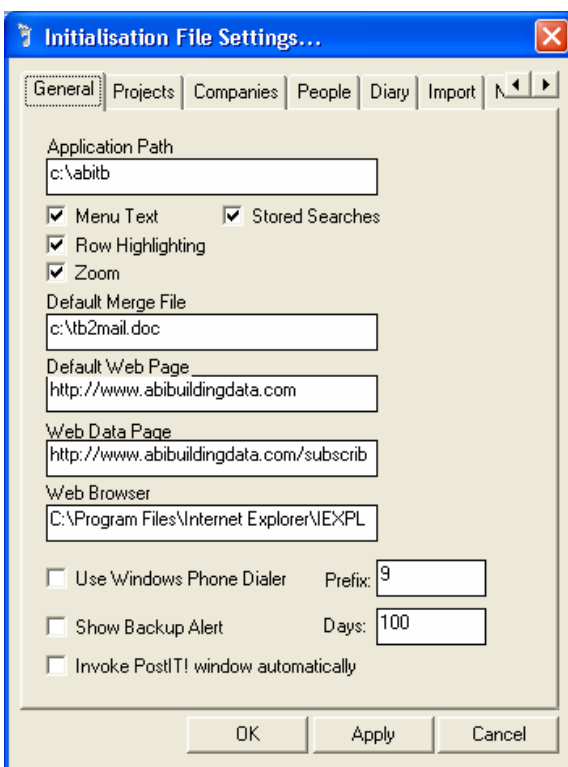 Initialisation File Settings...
General Projects Companies People Diary Import
Application Path
c:\abitb
Menu Text Stored Searches
Row Highlighting
Zoom
Default Merge File
c:\tb2mail.doc
Default Web Page
http://www.abibuildingdata.com
Web Data Page
http://www.abibuildingdata.com/subscrib
Web Browser
C:\Program Files\Internet Explorer\IEXPL
Use Windows Phone Dialer Prefix: 9
Show Backup Alert Days: 100
Invoke PostIT! window automatically
OK Apply Cancel